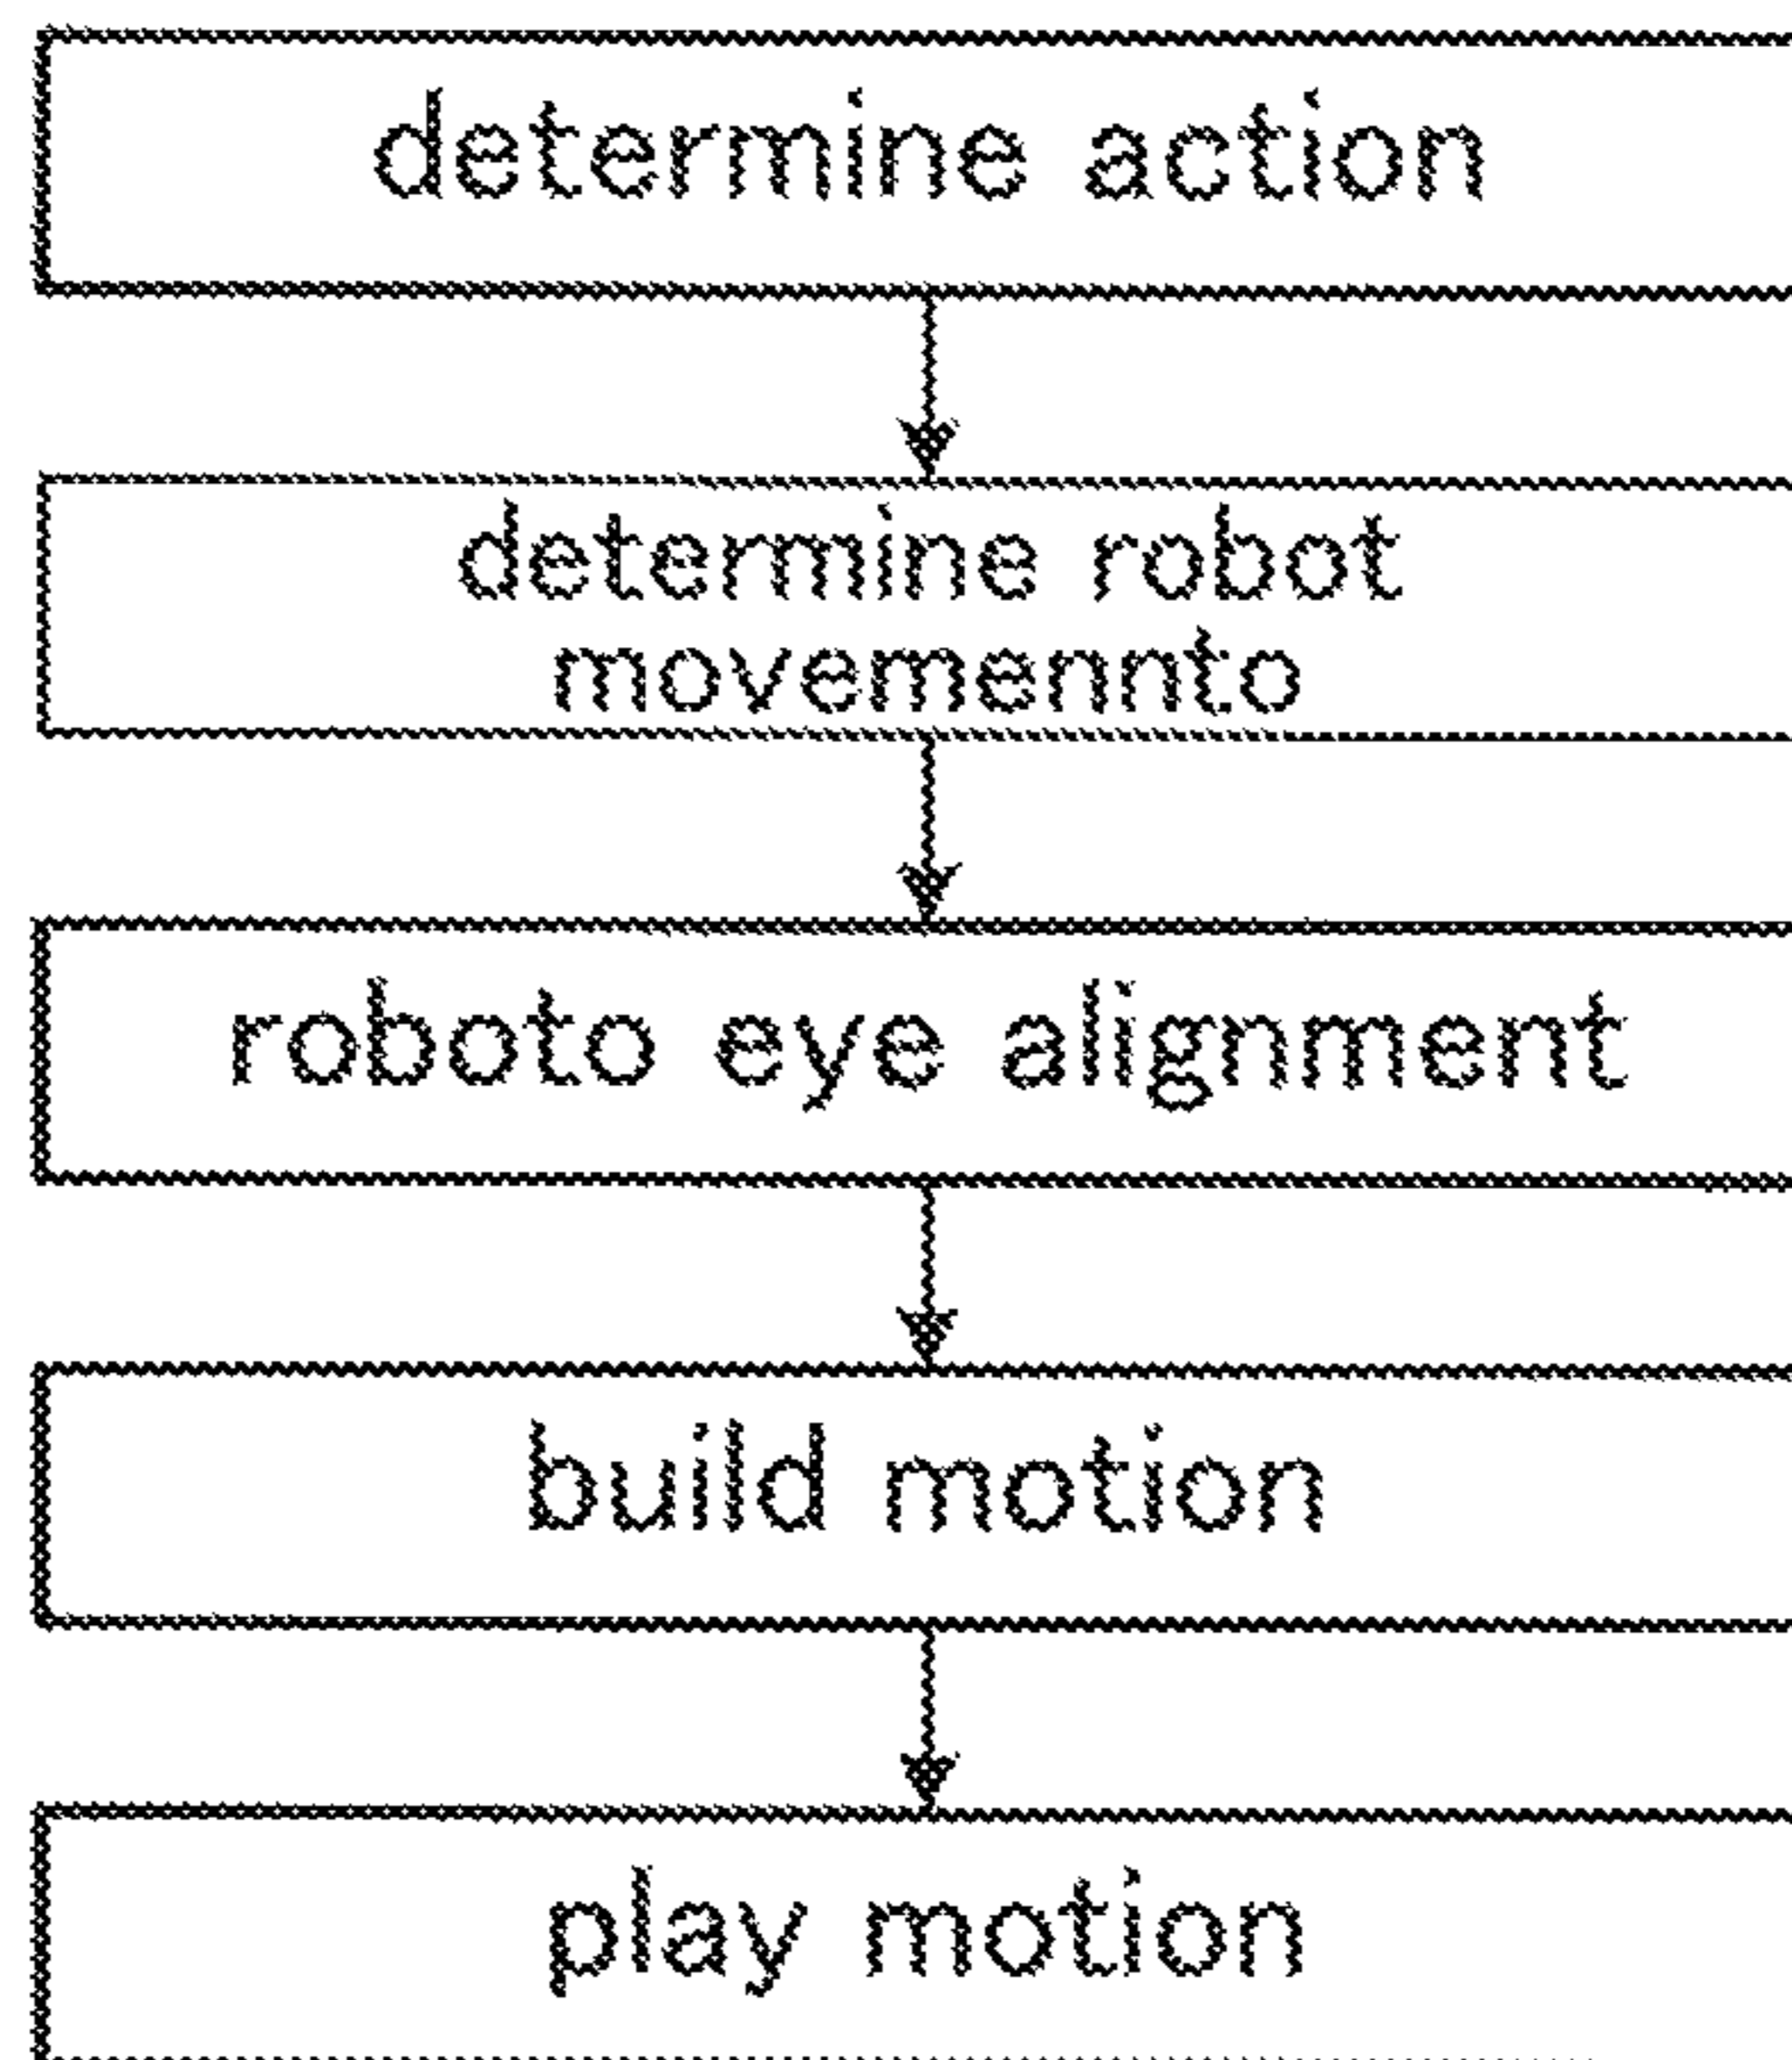 determine action
determine robot
movemennto
roboto eye alignment
build motion
play motion